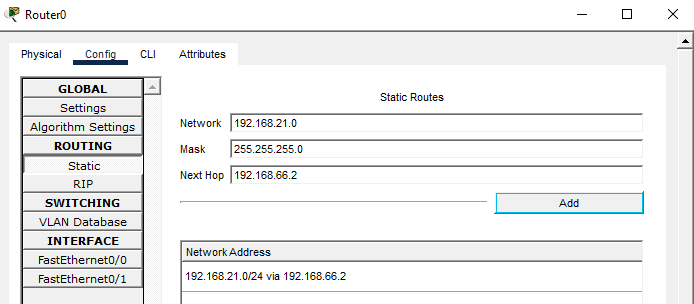 Router0
Physical Config CLI Attributes
GLOBAL
Settings
Algorithm Settings
ROUTING
Static
RIP
SWITCHING
VLAN Database
INTERFACE
FastEthernet0/0
FastEthernet0/1
Static Routes
Network 192.168.21.0
Mask 255.255.255.0
Next Hop 192.168.66.2
Add
Network Address
192.168.21.0/24 via 192.168.66.2